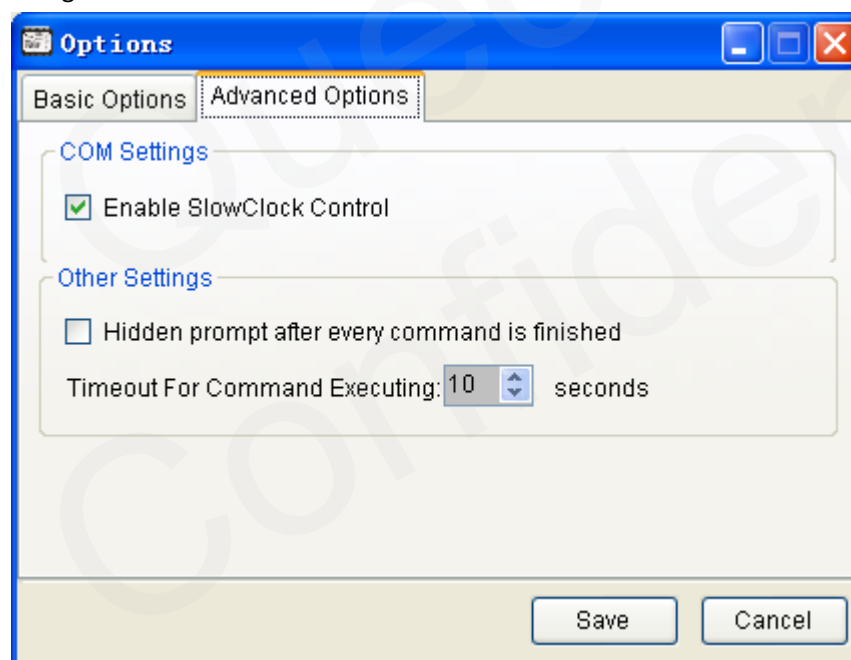 Options
Basic Options
Advanced Options
COM Settings
Enable SlowClock Control
Other Settings
Hidden prompt after every command is finished
Timeout For Command Executing: 10 seconds
Save
Cancel